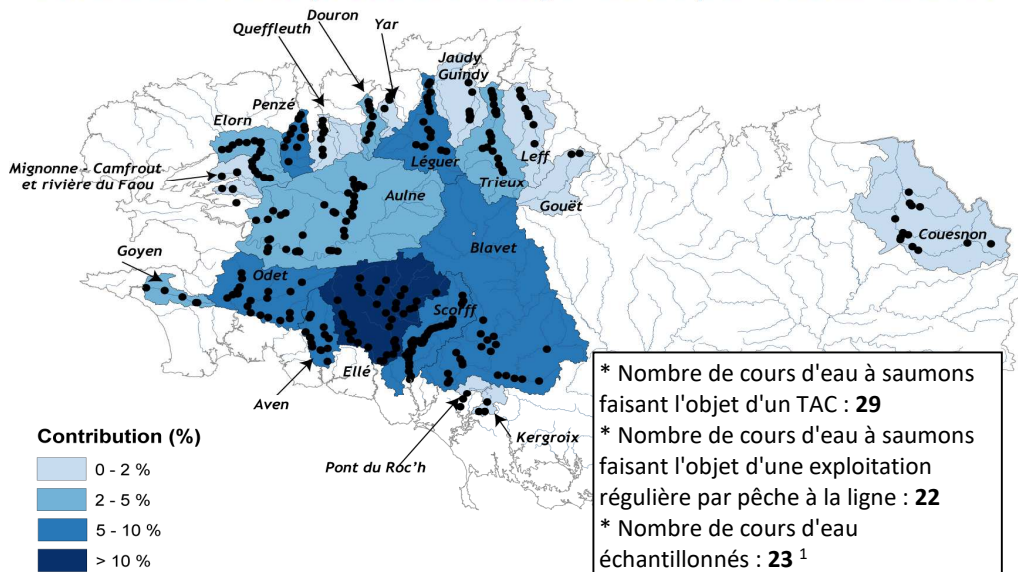 Douron
Yar
Queffleuth
Jaudy
Guindy
Penzé
Elorn
Mignonne - Camfrout
et rivière du Faou
Léguer
Leff
Trieux
Aulne
Gouët
Couesnon
Blavet
Goyen
Odet
Scorff
Ellé
Aven
Kergroix
Pont du Roc'h
Contribution (%)
0 - 2 %
2 - 5 %
5 - 10 %
> 10 %
* Nombre de cours d'eau à saumons
faisant l'objet d'un TAC : 29
* Nombre de cours d'eau à saumons
faisant l'objet d'une exploitation
régulière par pêche à la ligne : 22
* Nombre de cours d'eau
échantillonnés : 23 ¹